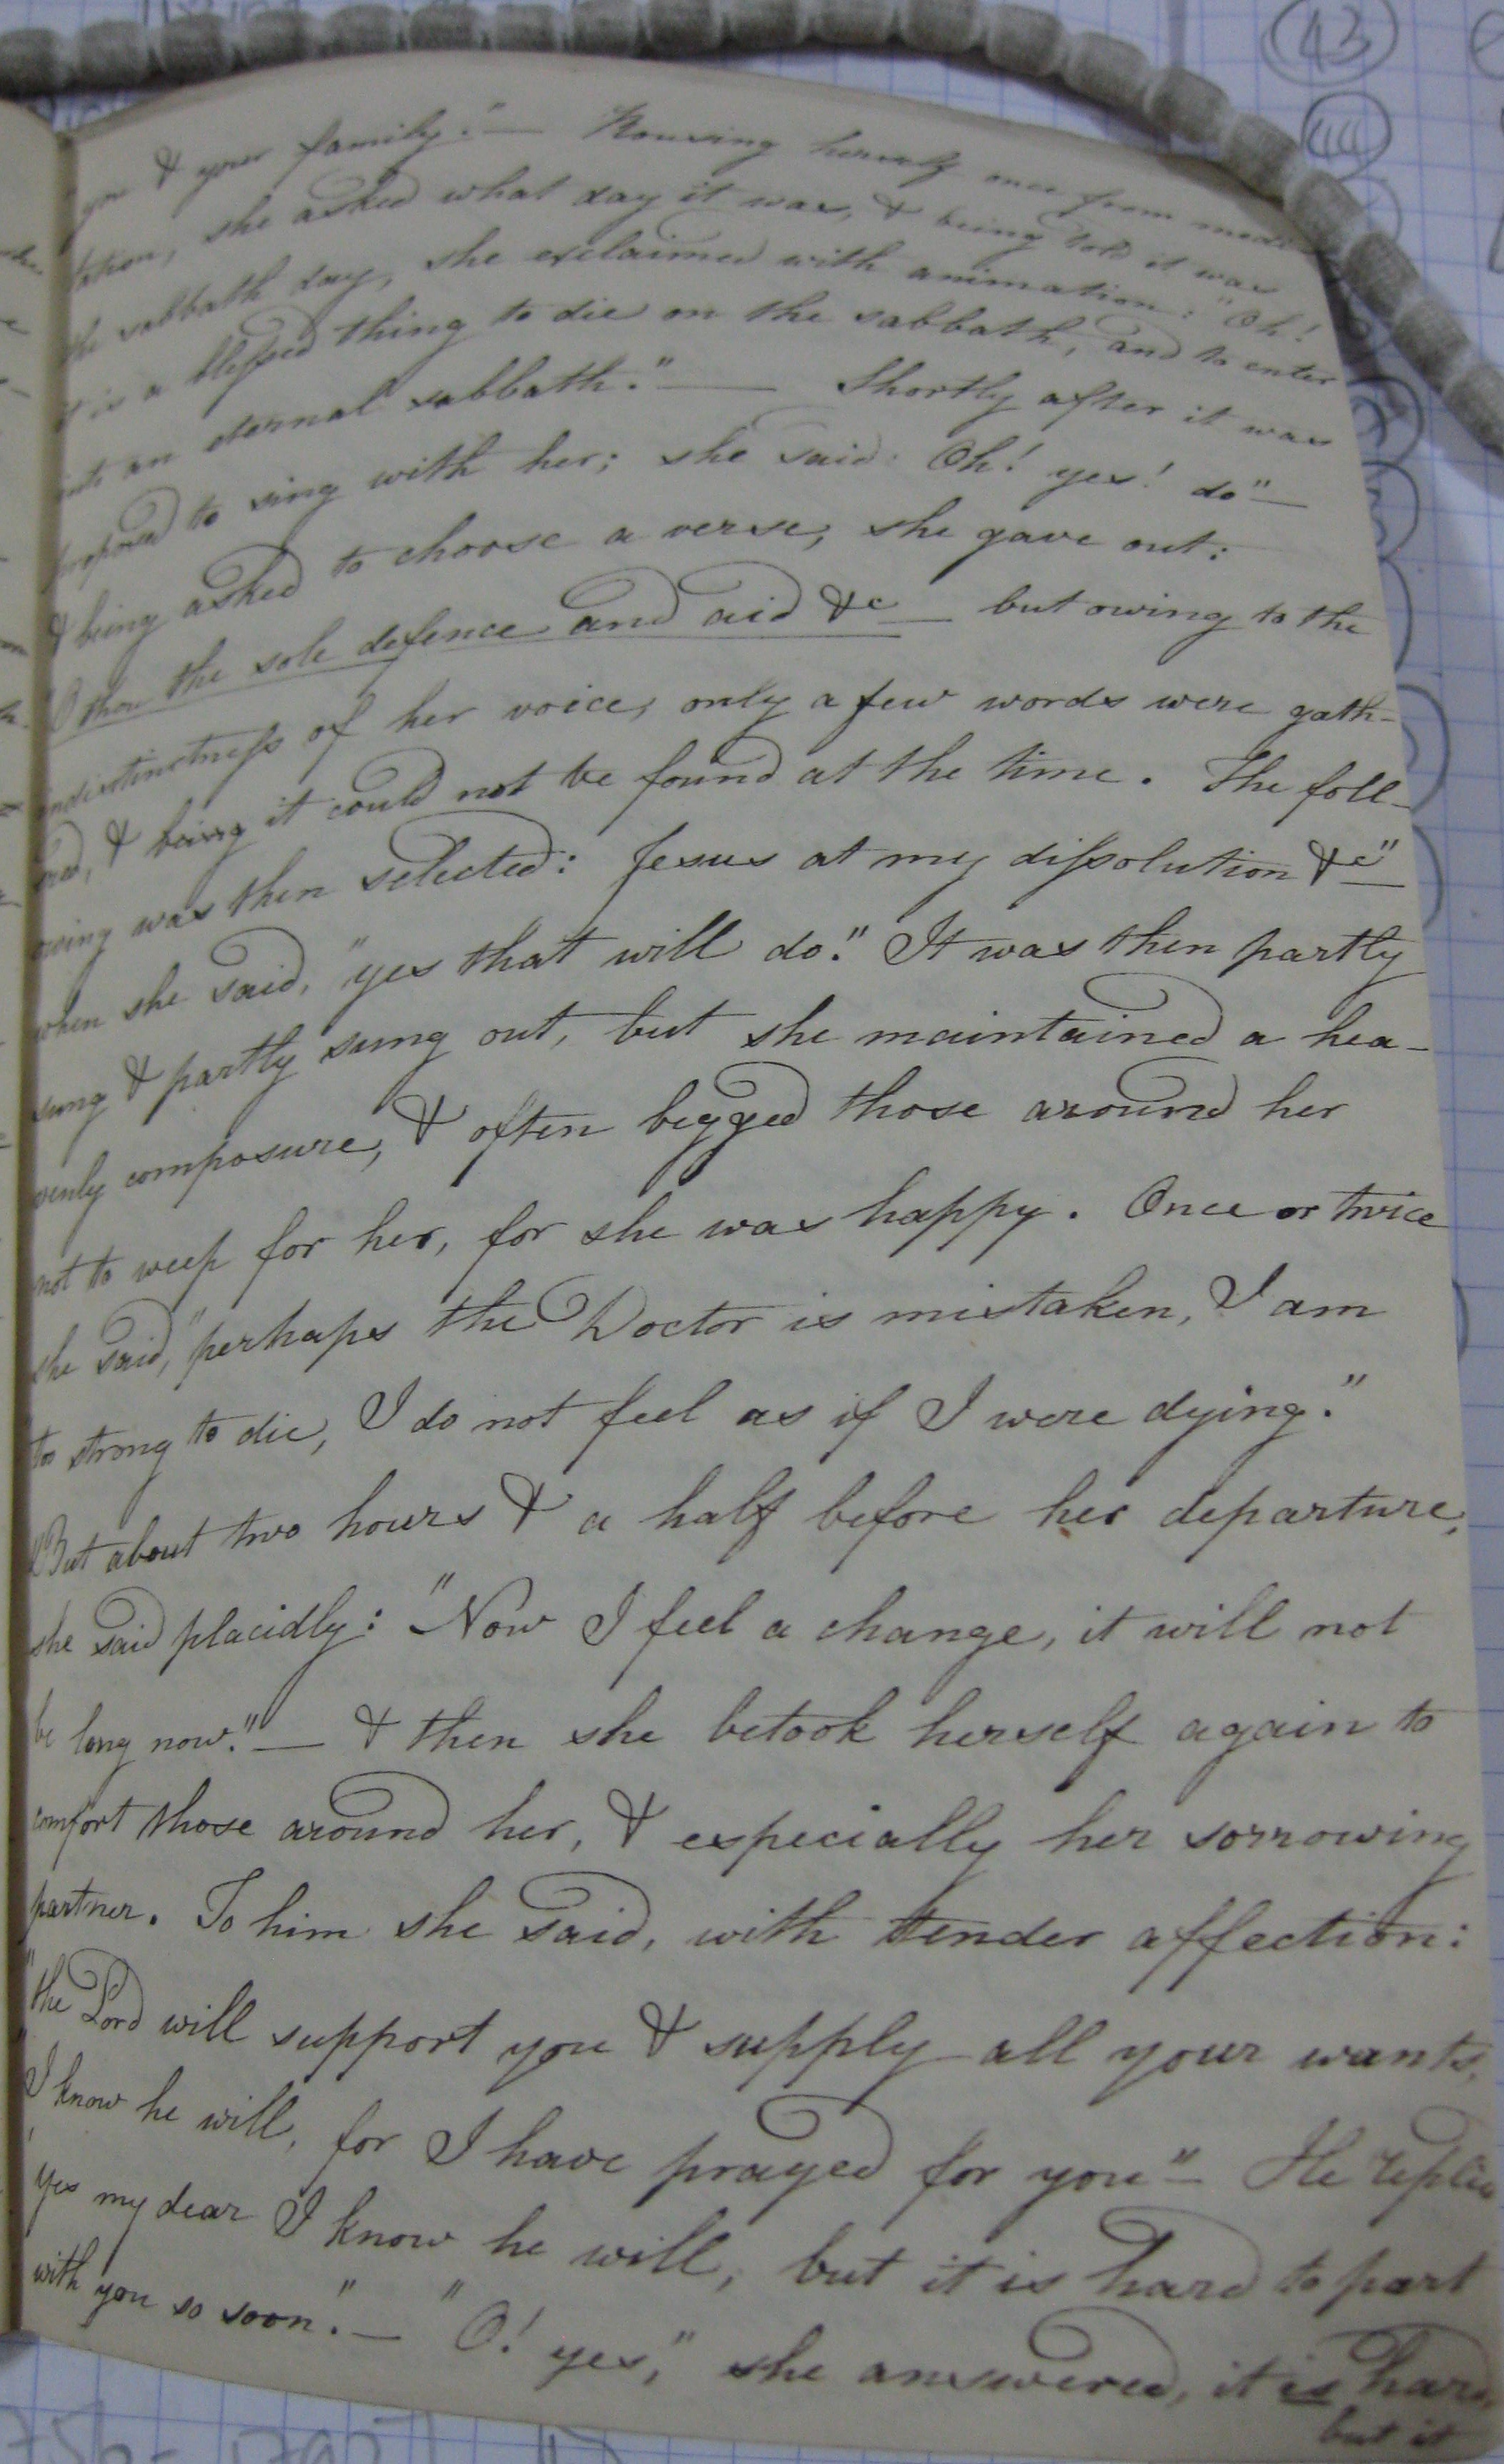 you & your family."— Rousing herself once from medi-
tation, she asked what day it was, & being told it was
the sabbath day, she exclaimed with animation: "Oh!
it is a blessed thing to die on the sabbath, and to enter
into an eternal sabbath."— Shortly after it was
proposed to sing with her; she said: Oh! yes! do"—
& being asked to choose a verse, she gave out:
O thou the sole defence and aid &c— but owing to the
indistinctness of her voice, only a few words were gath-
ered, & being it could not be found at the time. The foll-
owing was then selected: Jesus at my dissolution &c"—
when she said, "yes that will do." It was then partly
sung & partly sung out, but she maintained a hea-
venly composure, & often begged those around her
not to weep for her, for she was happy. Once or twice
she said, "perhaps the Doctor is mistaken, I am
too strong to die, I do not feel as if I were dying."
But about two hours & a half before her departure,
she said placidly: "Now I feel a change, it will not
be long now."— & then she betook herself again to
comfort those around her, & especially her sorrowing
partner. To him she said, with tender affection:
"the Lord will support you & supply all your wants,
I know he will, for I have prayed for you"— He replied
yes my dear I know he will, but it is hard to part
with you so soon."— "O! yes," she answered, it is hard,
but it
43
44